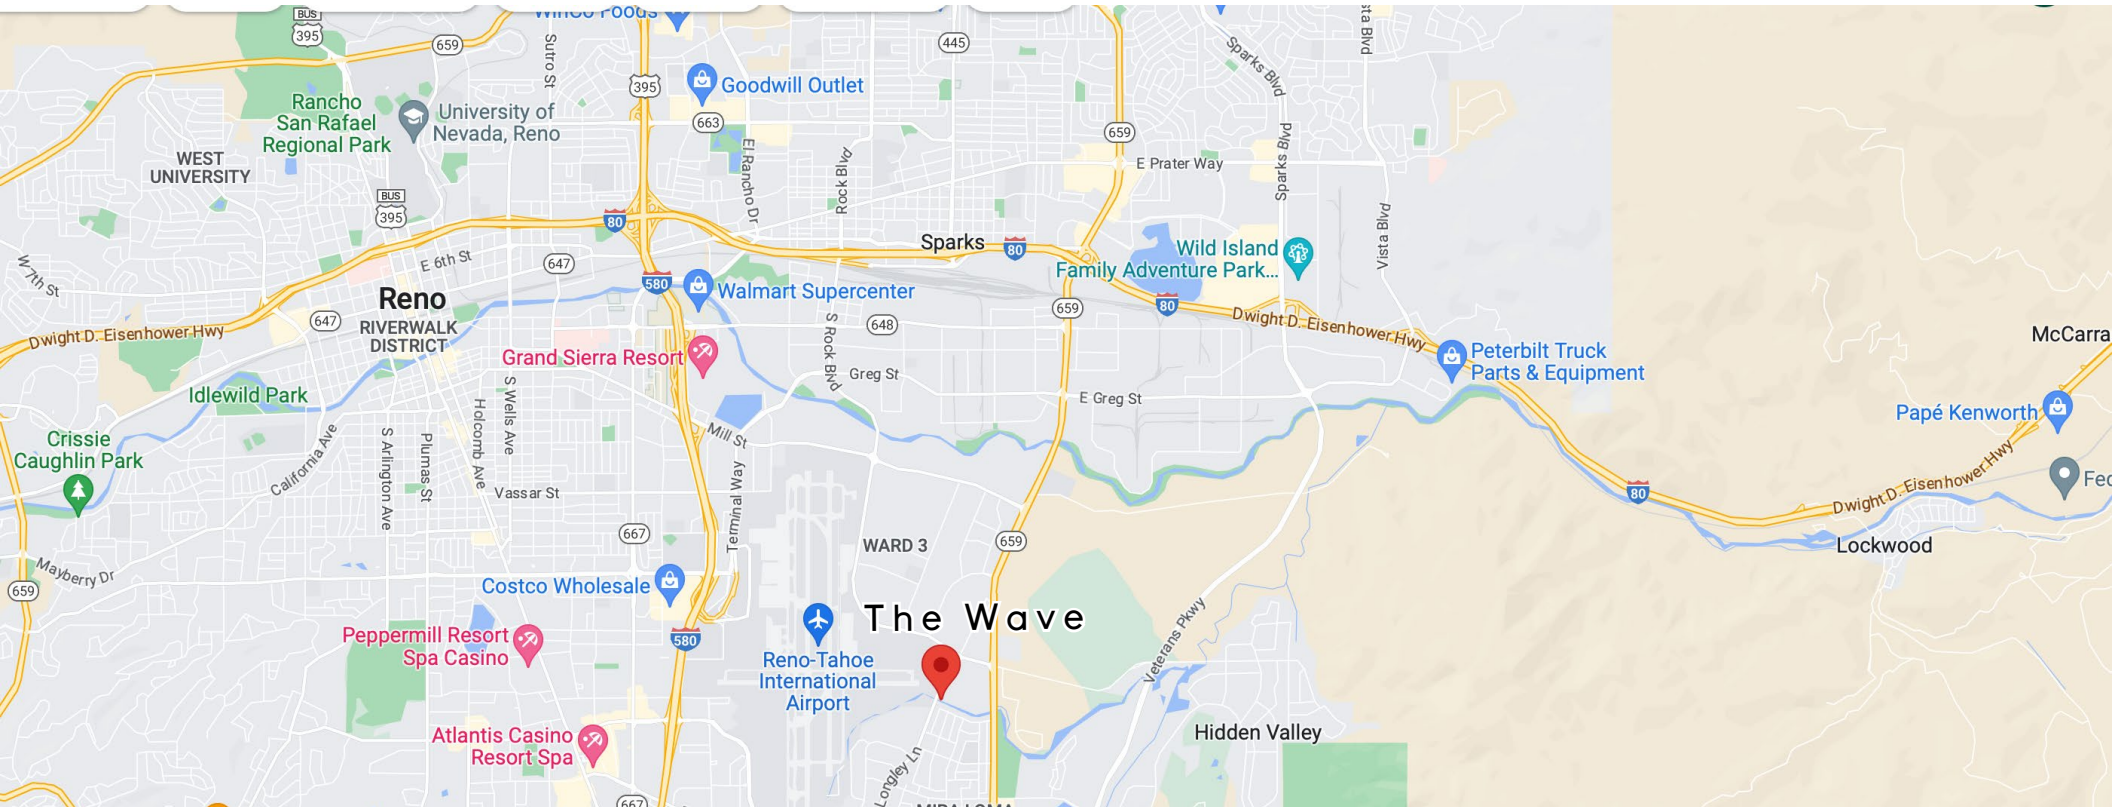 WinCo Foods
BUS
395
659
Sutro St
445
Sparks Blvd
395
Goodwill Outlet
Rancho
San Rafael
Regional Park
University of
Nevada, Reno
663
659
WEST
UNIVERSITY
El Rancho Dr
Rock Blvd
E Prater Way
Sparks Blvd
BUS
395
80
Sparks
80
Vista Blvd
Wild Island
Family Adventure Park...
W 7th St
E 6th St
647
580
Walmart Supercenter
Reno
RIVERWALK
DISTRICT
647
659
80
Dwight D. Eisenhower Hwy
Dwight D. Eisenhower Hwy
648
S Rock Blvd
McCarra
Grand Sierra Resort
Greg St
Peterbilt Truck
Parts & Equipment
Idlewild Park
S Wells Ave
Holcomb Ave
E Greg St
Papé Kenworth
Crissie
Caughlin Park
California Ave
S Arlington Ave
Plumas St
Mill St
Vassar St
Terminal Way
80
Dwight D. Eisenhower Hwy
Fed
667
WARD 3
659
Lockwood
Mayberry Dr
659
Costco Wholesale
The Wave
Peppermill Resort
Spa Casino
580
Reno-Tahoe
International
Airport
Veterans Pkwy
Atlantis Casino
Resort Spa
Hidden Valley
Longley Ln
667